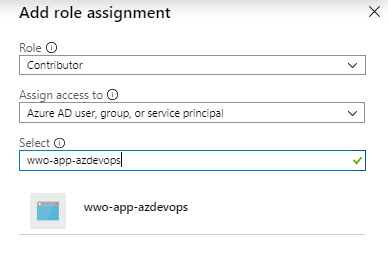 Add role assignment
Role
Contributor
Assign access to
Azure AD user, group, or service principal
Select
wwo-app-azdevops
wwo-app-azdevops